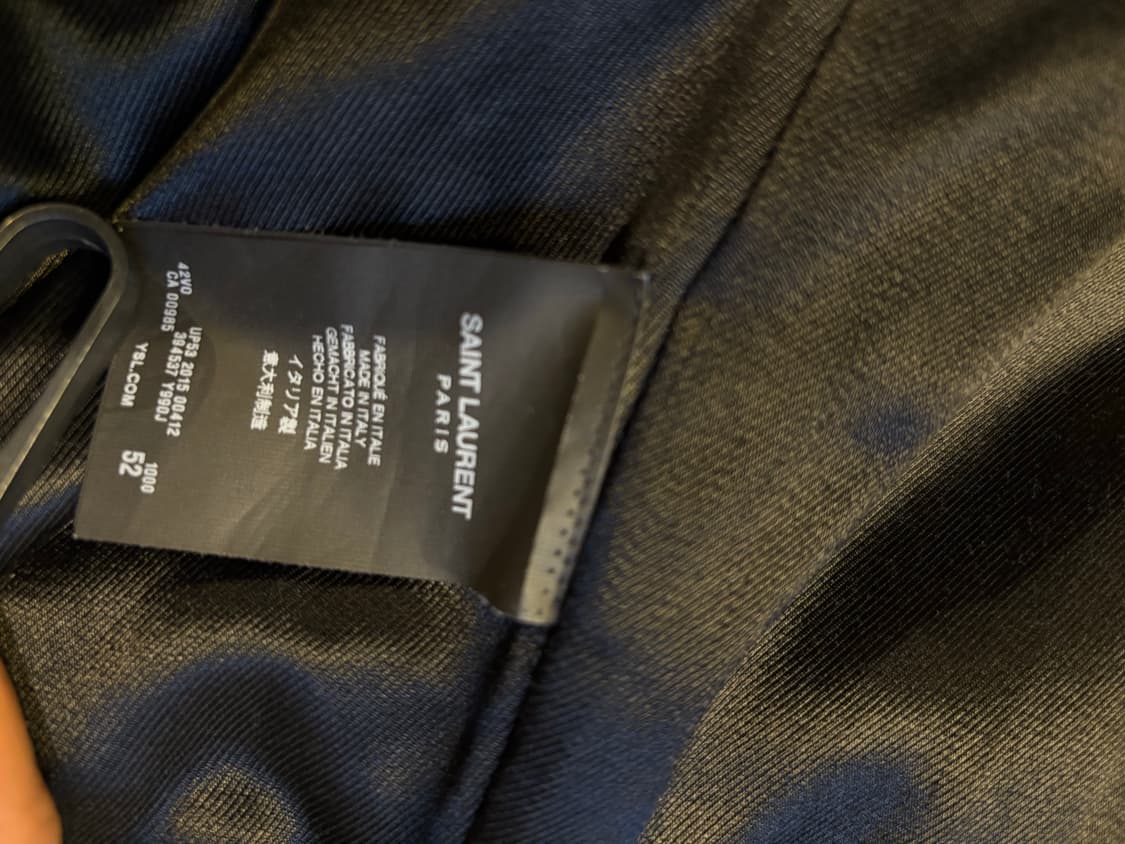 SAINT LAURENT
PARIS
FABRIQUÉ EN ITALIE
MADE IN ITALY
FABBRICATO IN ITALIA
GEMACHT IN ITALIEN
HECHO EN ITALIA
イタリア製
意大利制造
UP53 2015 00412
42VO 394537 Y990J 1000
CA 00985 52
YSL.COM